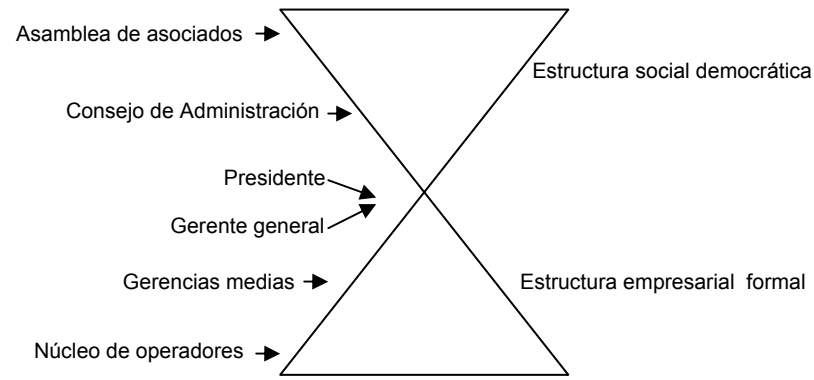 Asamblea de asociados
Estructura social democrática
Consejo de Administración
Presidente
Gerente general
Gerencias medias
Estructura empresarial formal
Núcleo de operadores